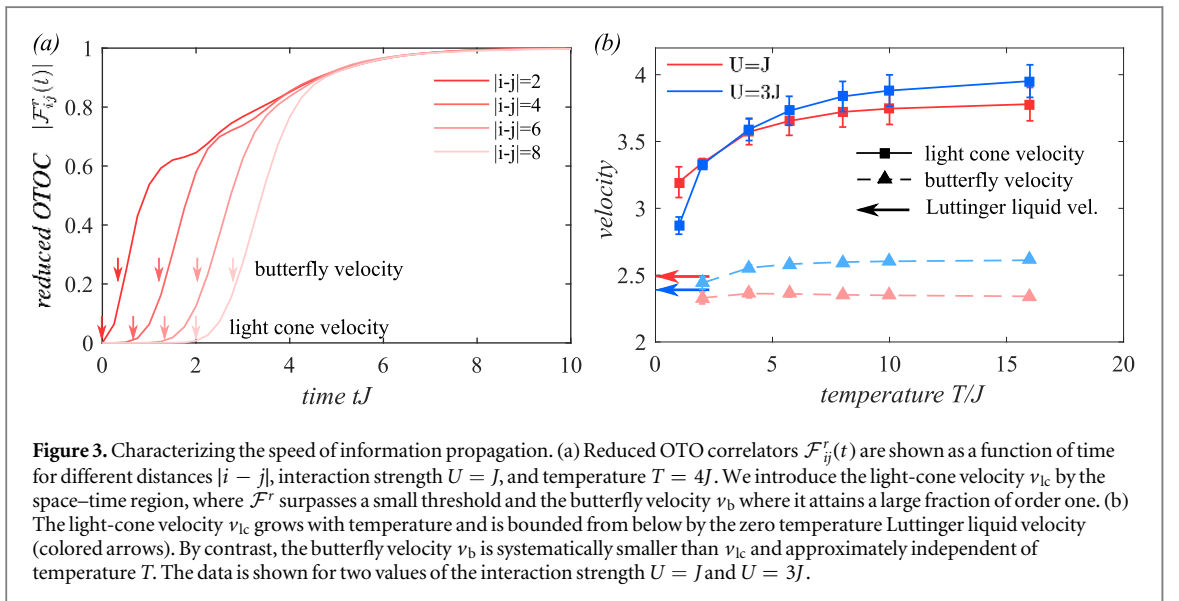 (a)
reduced OTOC |𝓕ʳᵢⱼ(t)|
1
0.8
0.6
0.4
0.2
0
|i-j|=2
|i-j|=4
|i-j|=6
|i-j|=8
butterfly velocity
light cone velocity
0 2 4 6 8 10
time tJ
(b)
velocity
4
3.5
3
2.5
2
U=J
U=3J
light cone velocity
butterfly velocity
Luttinger liquid vel.
0 5 10 15 20
temperature T/J
Figure 3. Characterizing the speed of information propagation. (a) Reduced OTO correlators 𝓕ʳᵢⱼ(t) are shown as a function of time
for different distances |i − j|, interaction strength U = J, and temperature T = 4J. We introduce the light-cone velocity ν_lc by the
space–time region, where 𝓕ʳ surpasses a small threshold and the butterfly velocity ν_b where it attains a large fraction of order one. (b)
The light-cone velocity ν_lc grows with temperature and is bounded from below by the zero temperature Luttinger liquid velocity
(colored arrows). By contrast, the butterfly velocity ν_b is systematically smaller than ν_lc and approximately independent of
temperature T. The data is shown for two values of the interaction strength U = J and U = 3J.